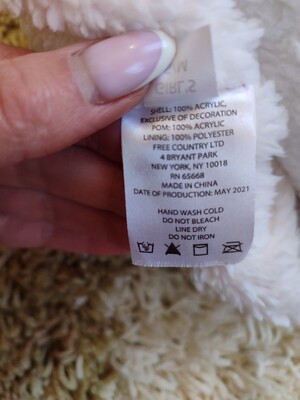 GIRL'S
SHELL: 100% ACRYLIC,
EXCLUSIVE OF DECORATION
POM: 100% ACRYLIC
LINING: 100% POLYESTER
FREE COUNTRY LTD
4 BRYANT PARK
NEW YORK, NY 10018
RN 65668
MADE IN CHINA
DATE OF PRODUCTION: MAY 2021
HAND WASH COLD
DO NOT BLEACH
LINE DRY
DO NOT IRON